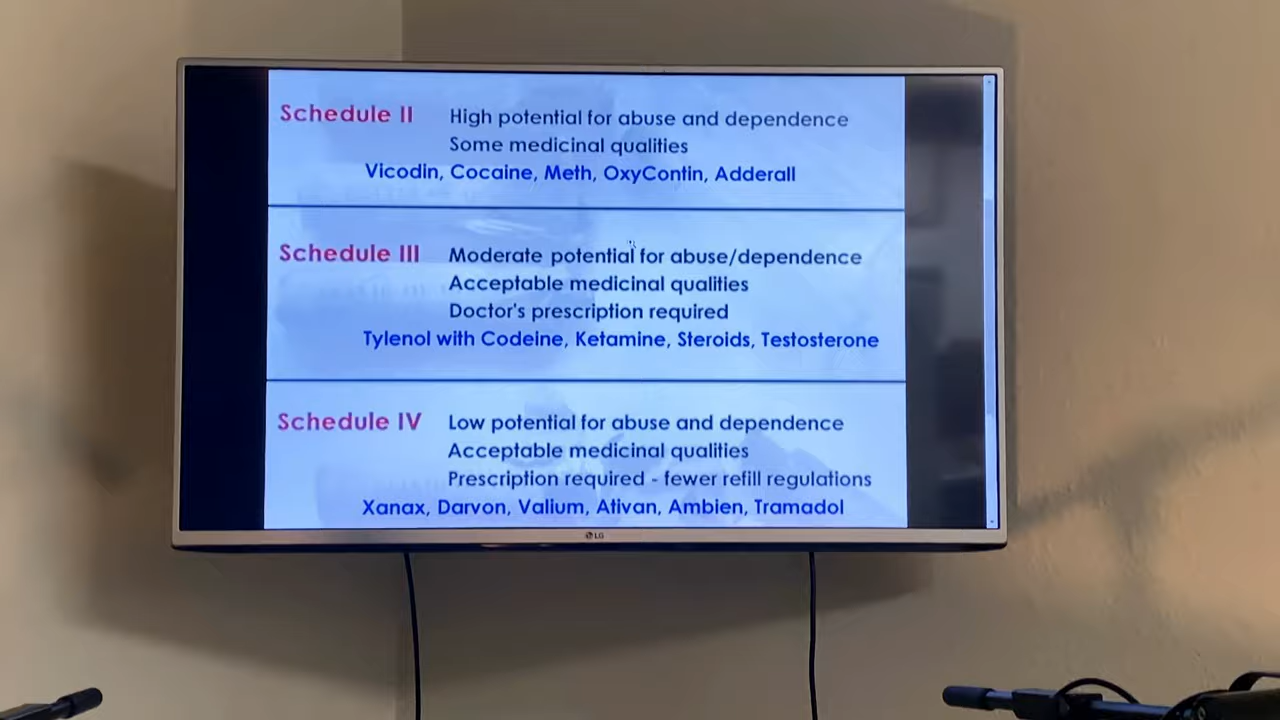 Schedule II High potential for abuse and dependence
Some medicinal qualities
Vicodin, Cocaine, Meth, OxyContin, Adderall
Schedule III Moderate potential for abuse/dependence
Acceptable medicinal qualities
Doctor's prescription required
Tylenol with Codeine, Ketamine, Steroids, Testosterone
Schedule IV Low potential for abuse and dependence
Acceptable medicinal qualities
Prescription required - fewer refill regulations
Xanax, Darvon, Valium, Ativan, Ambien, Tramadol
LG